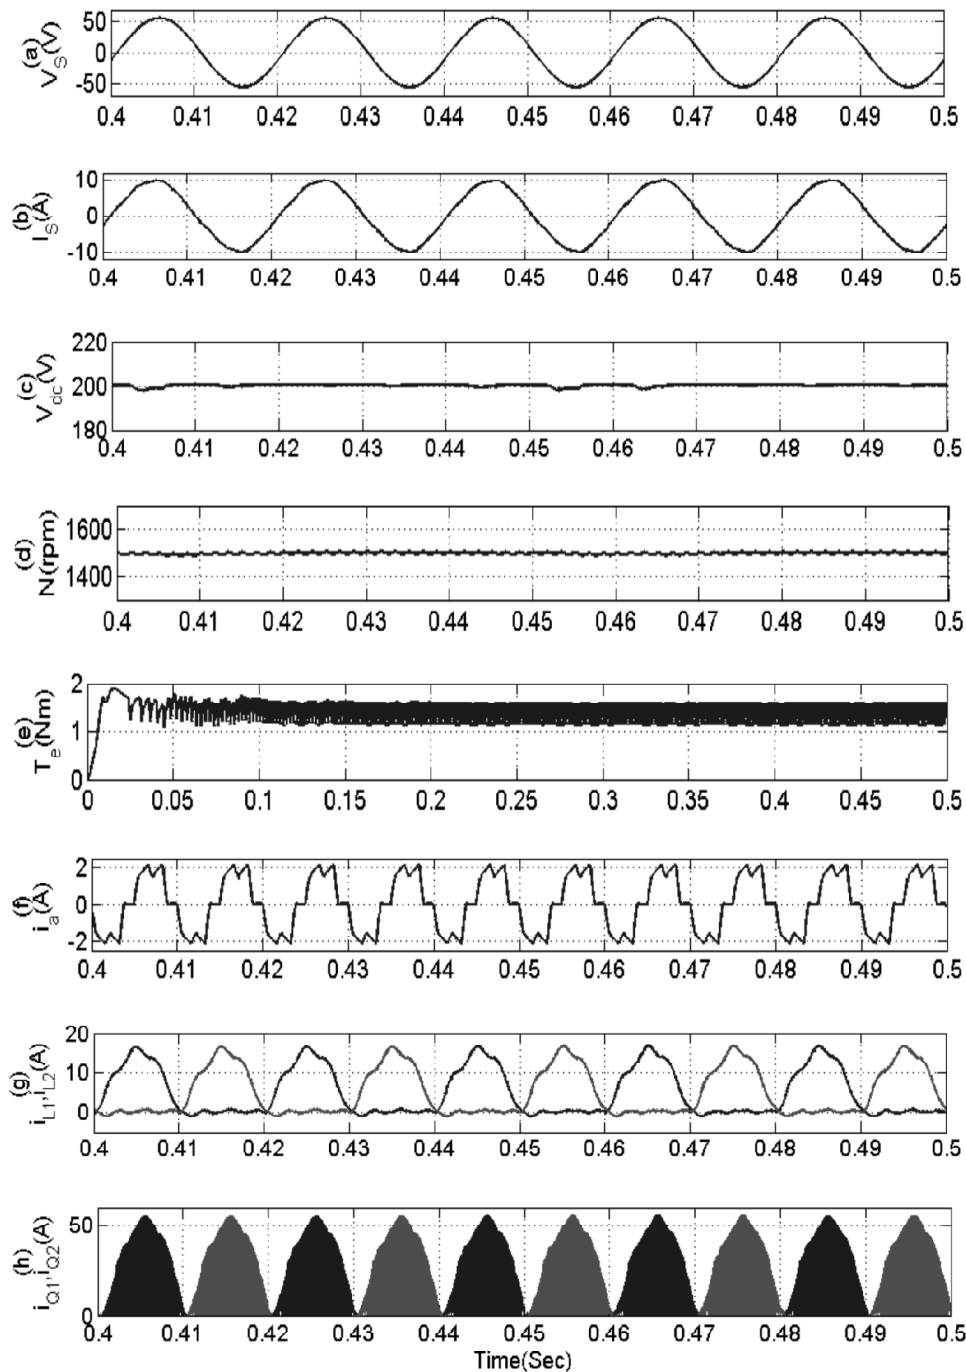 (a)
V_S(V)
50
0
-50
0.4 0.41 0.42 0.43 0.44 0.45 0.46 0.47 0.48 0.49 0.5
(b)
I_S(A)
10
0
-10
0.4 0.41 0.42 0.43 0.44 0.45 0.46 0.47 0.48 0.49 0.5
(c)
V_dc(V)
220
200
180
0.4 0.41 0.42 0.43 0.44 0.45 0.46 0.47 0.48 0.49 0.5
(d)
N(rpm)
1600
1400
0.4 0.41 0.42 0.43 0.44 0.45 0.46 0.47 0.48 0.49 0.5
(e)
T_e(Nm)
2
1
0
0 0.05 0.1 0.15 0.2 0.25 0.3 0.35 0.4 0.45 0.5
(f)
i_a(A)
2
0
-2
0.4 0.41 0.42 0.43 0.44 0.45 0.46 0.47 0.48 0.49 0.5
(g)
i_L1,i_L2(A)
20
10
0
0.4 0.41 0.42 0.43 0.44 0.45 0.46 0.47 0.48 0.49 0.5
(h)
i_Q1,i_Q2(A)
50
0
0.4 0.41 0.42 0.43 0.44 0.45 0.46 0.47 0.48 0.49 0.5
Time(Sec)